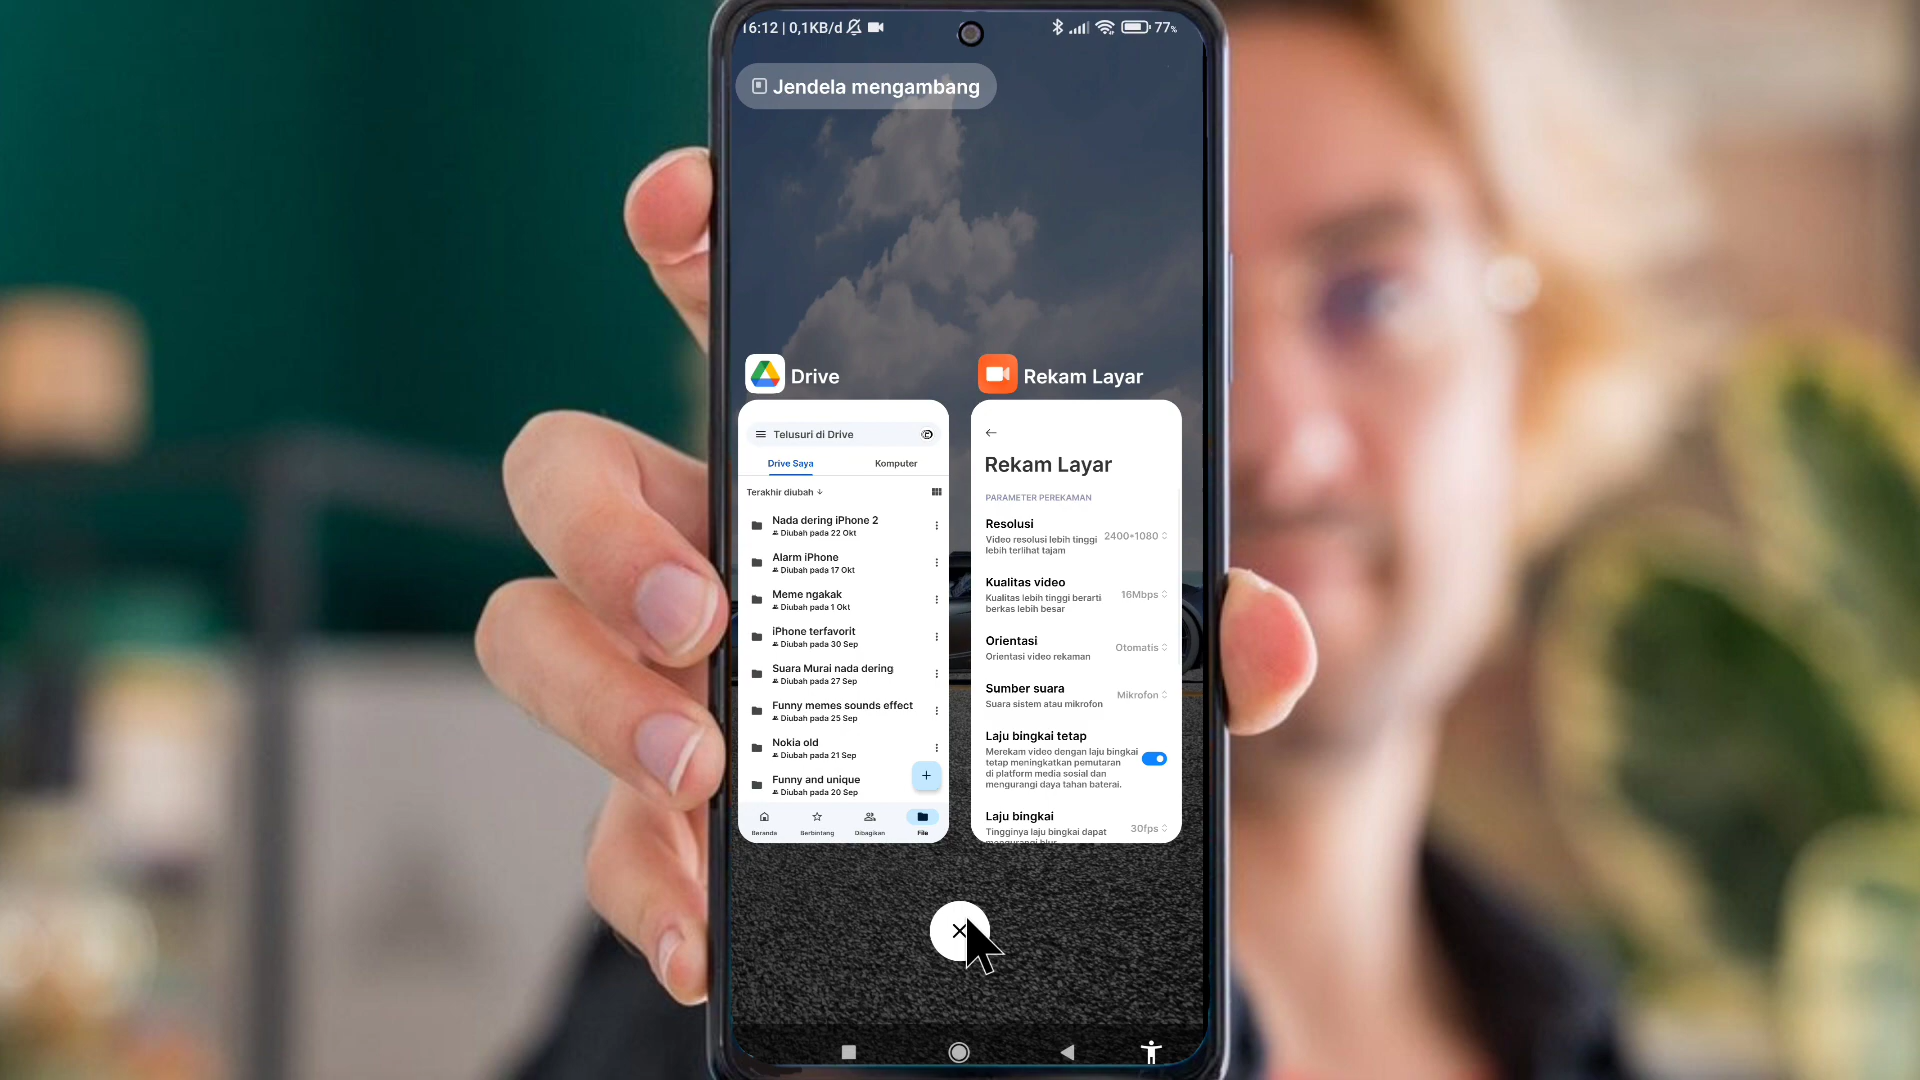 16:12 | 0,1KB/d
77%
Jendela mengambang
Drive
Telusuri di Drive
Drive Saya
Komputer
Terakhir diubah
Nada dering iPhone 2
Diubah pada 22 Okt
Alarm iPhone
Diubah pada 17 Okt
Meme ngakak
Diubah pada 1 Okt
iPhone terfavorit
Diubah pada 30 Sep
Suara Murai nada dering
Diubah pada 27 Sep
Funny memes sounds effect
Diubah pada 25 Sep
Nokia old
Diubah pada 21 Sep
Funny and unique
Diubah pada 20 Sep
Beranda
Berbintang
Dibagikan
File
Rekam Layar
Rekam Layar
PARAMETER PEREKAMAN
Resolusi
Video resolusi lebih tinggi
lebih terlihat tajam
2400*1080
Kualitas video
Kualitas lebih tinggi berarti
berkas lebih besar
16Mbps
Orientasi
Orientasi video rekaman
Otomatis
Sumber suara
Suara sistem atau mikrofon
Mikrofon
Laju bingkai tetap
Merekam video dengan laju bingkai
tetap meningkatkan pemutaran
di platform media sosial dan
mengurangi daya tahan baterai.
Laju bingkai
Tingginya laju bingkai dapat
mengurangi blur
30fps